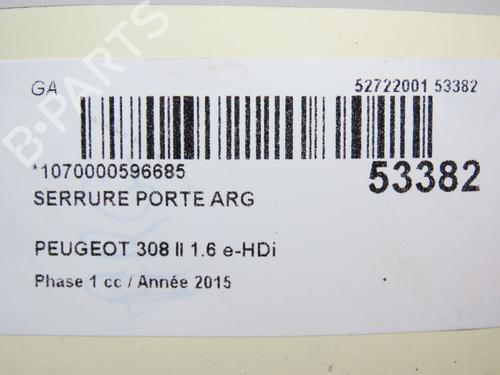 GA
52722001 53382
*1070000596685
53382
SERRURE PORTE ARG
PEUGEOT 308 II 1.6 e-HDi
Phase 1 cc / Année 2015
B-PARTS